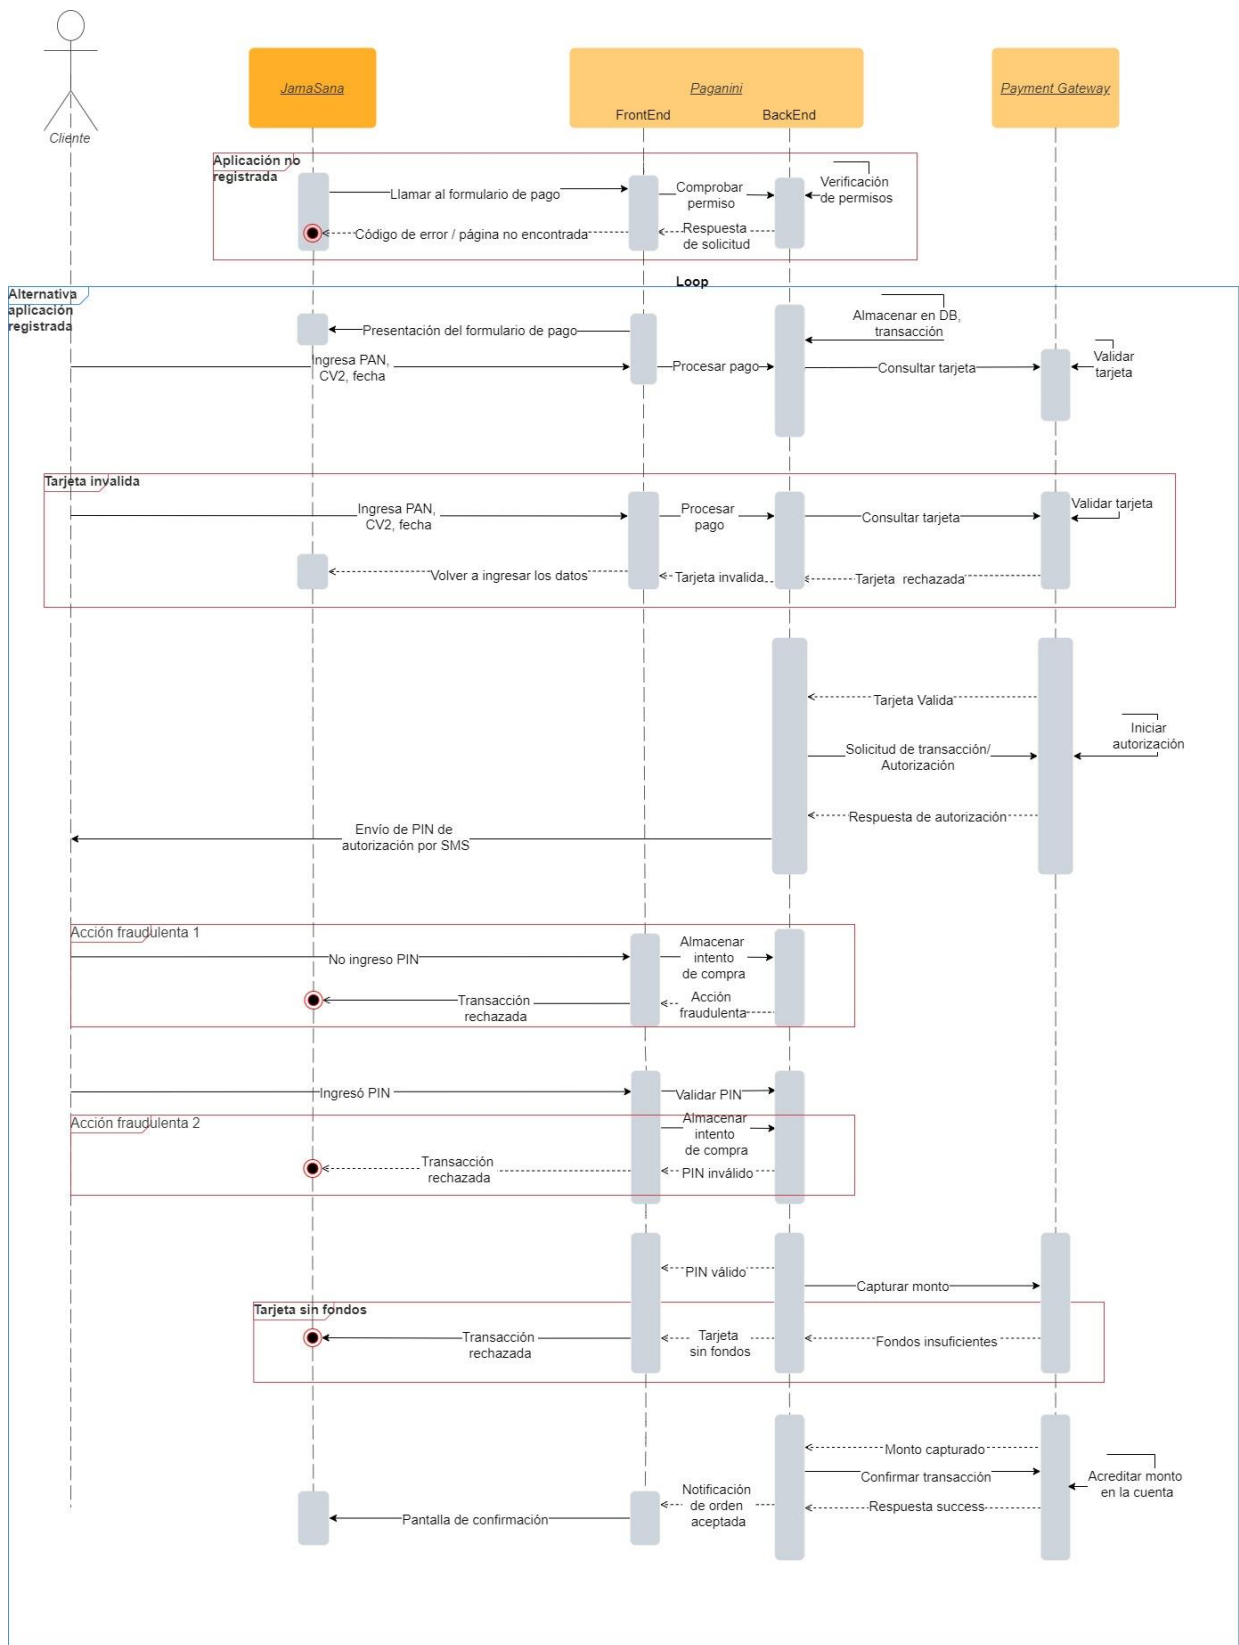 JamaSana
Paganini
Payment Gateway
FrontEnd
BackEnd
Cliente
Aplicación no
registrada
Llamar al formulario de pago
Comprobar
permiso
Verificación
de permisos
Código de error / página no encontrada
Respuesta
de solicitud
Loop
Alternativa
aplicación
registrada
Almacenar en DB,
transacción
Presentación del formulario de pago
Ingresa PAN,
CV2, fecha
Procesar pago
Consultar tarjeta
Validar
tarjeta
Tarjeta invalida
Ingresa PAN,
CV2, fecha
Procesar
pago
Consultar tarjeta
Validar tarjeta
Volver a ingresar los datos
Tarjeta invalida
Tarjeta rechazada
Tarjeta Valida
Iniciar
autorización
Solicitud de transacción/
Autorización
Respuesta de autorización
Envío de PIN de
autorización por SMS
Acción fraudulenta 1
No ingreso PIN
Almacenar
intento
de compra
Transacción
rechazada
Acción
fraudulenta
Ingresó PIN
Validar PIN
Acción fraudulenta 2
Almacenar
intento
de compra
Transacción
rechazada
PIN inválido
PIN válido
Capturar monto
Tarjeta sin fondos
Transacción
rechazada
Tarjeta
sin fondos
Fondos insuficientes
Monto capturado
Confirmar transacción
Acreditar monto
en la cuenta
Notificación
de orden
aceptada
Respuesta success
Pantalla de confirmación